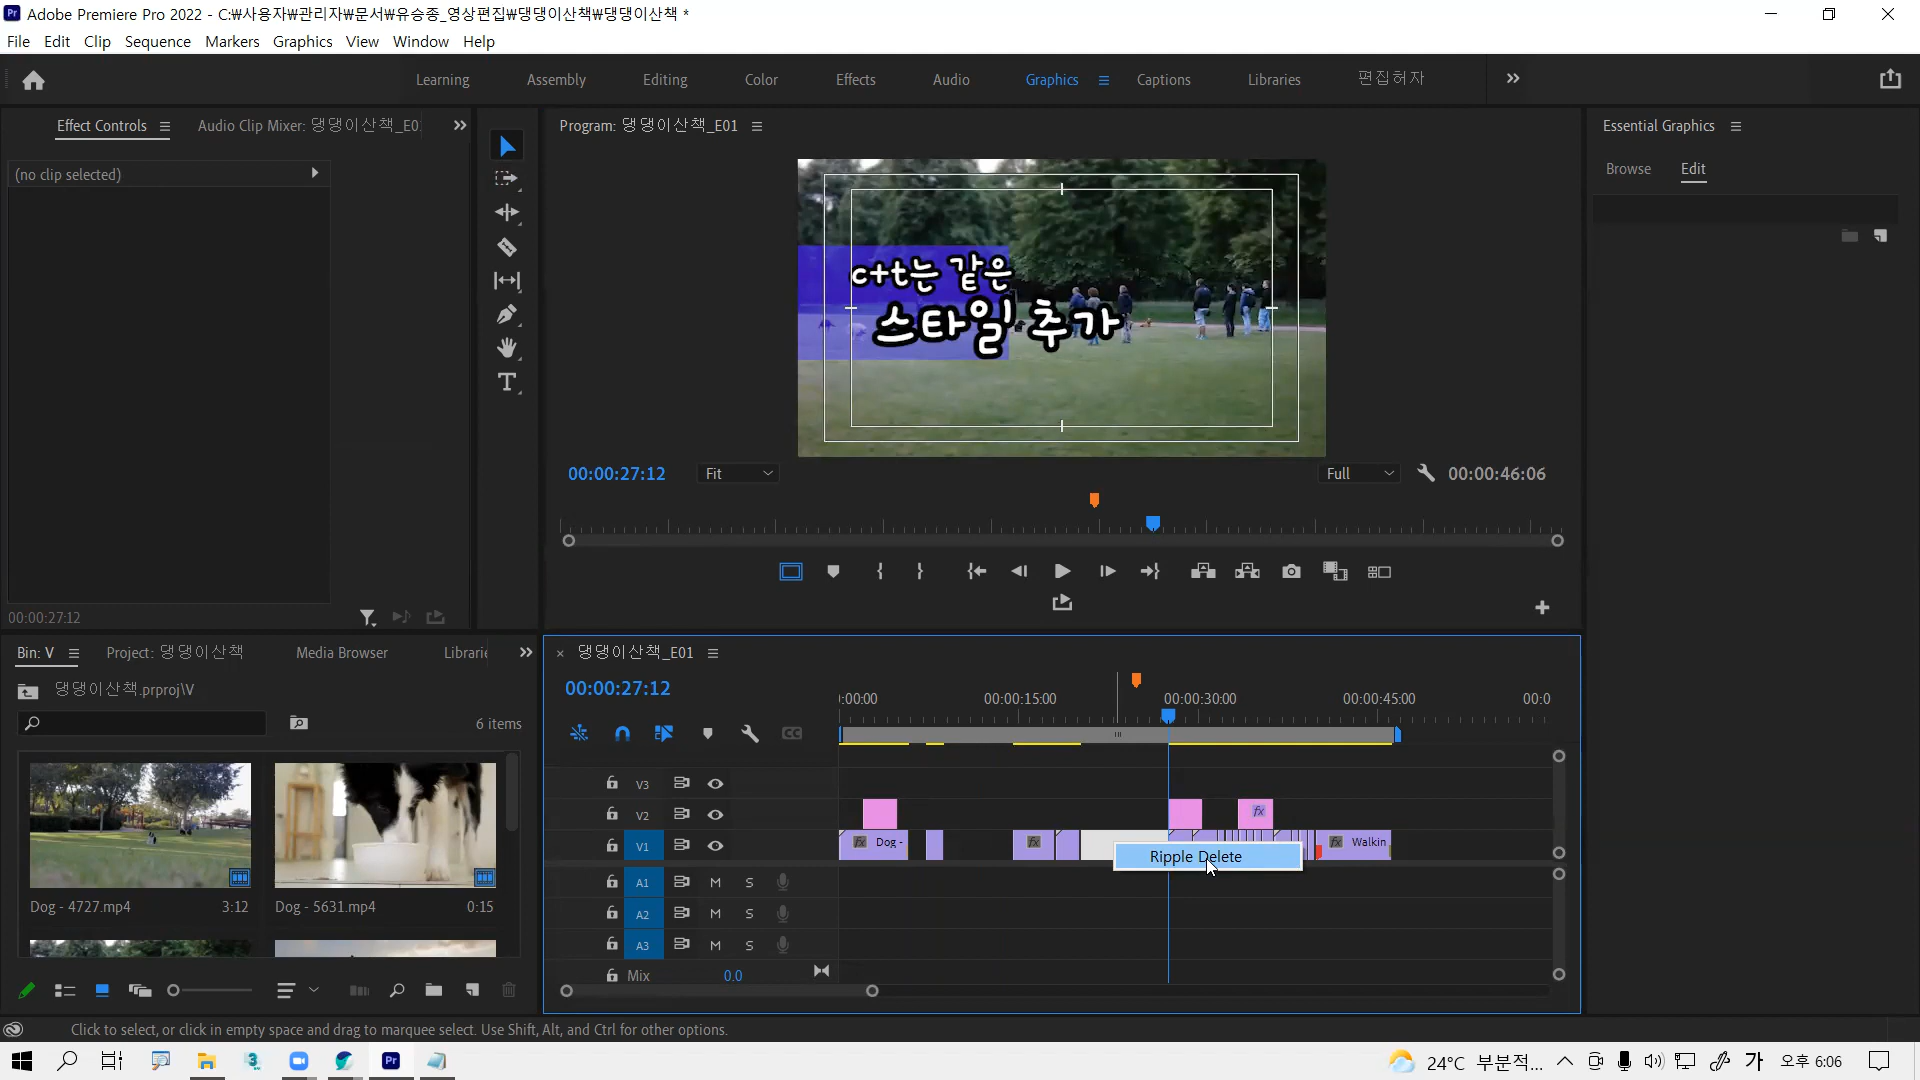 Adobe Premiere Pro 2022 - C:₩사용자₩관리자₩문서₩유승종_영상편집₩댕댕이산책₩댕댕이산책 *
File Edit Clip Sequence Markers Graphics View Window Help
Learning Assembly Editing Color Effects Audio Graphics Captions Libraries 편집허자
Effect Controls Audio Clip Mixer: 댕댕이산책_E0
Program: 댕댕이산책_E01
Essential Graphics
(no clip selected)
Browse Edit
c+t는 같은
스타일 추가
00:00:27:12 Fit Full 00:00:46:06
00:00:27:12
Bin: V Project: 댕댕이산책 Media Browser Librarie
댕댕이산책.prproj\V
6 items
Dog - 4727.mp4 3:12 Dog - 5631.mp4 0:15
댕댕이산책_E01
00:00:27:12
:00:00 00:00:15:00 00:00:30:00 00:00:45:00 00:0
CC
V3
V2 fx
V1 fx Dog - fx fx Walkin
Ripple Delete
A1 M S
A2 M S
A3 M S
Mix 0.0
Click to select, or click in empty space and drag to marquee select. Use Shift, Alt, and Ctrl for other options.
Pr 24°C 부분적... 가 오후 6:06